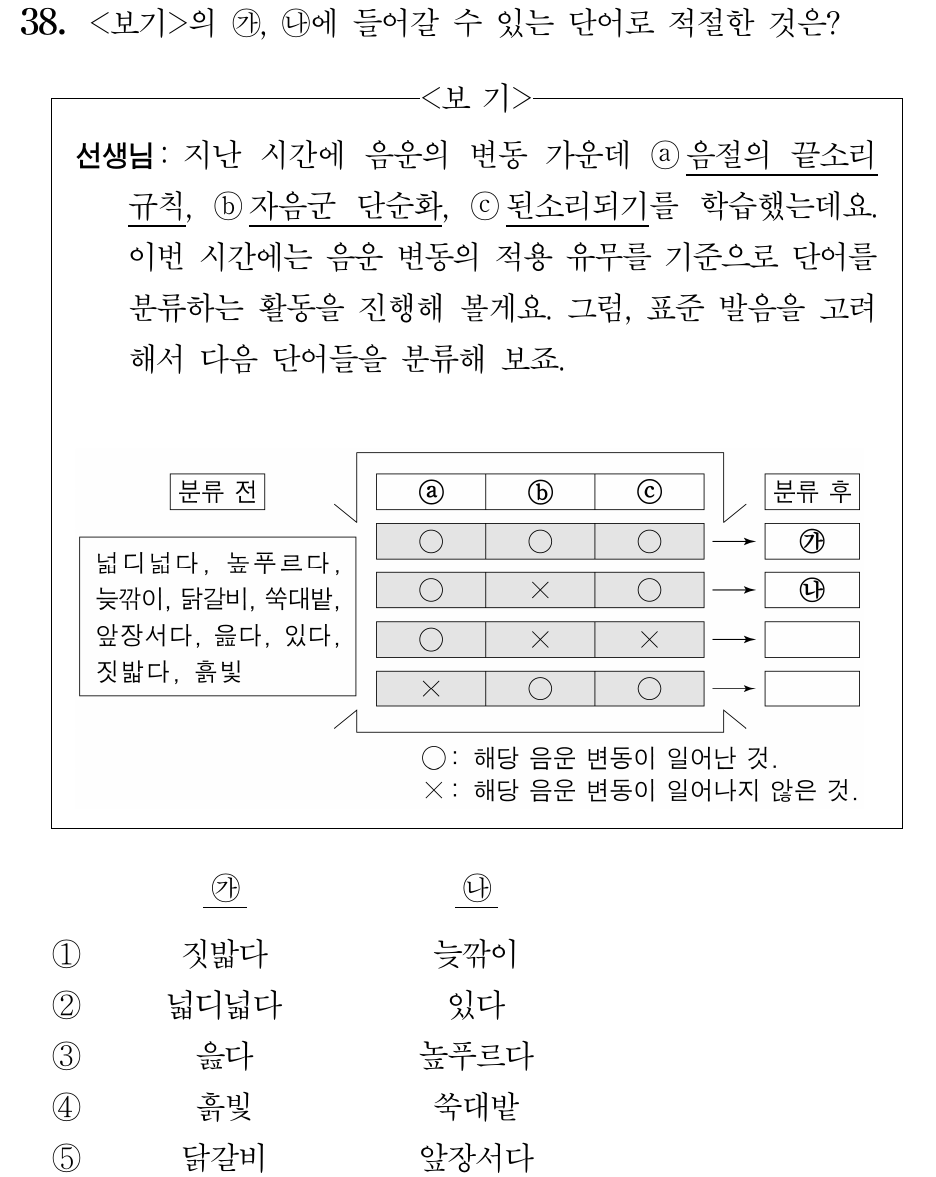 38. <보기>의 ㉮, ㉯에 들어갈 수 있는 단어로 적절한 것은?
<보 기>
선생님: 지난 시간에 음운의 변동 가운데 ⓐ음절의 끝소리
규칙, ⓑ자음군 단순화, ⓒ된소리되기를 학습했는데요.
이번 시간에는 음운 변동의 적용 유무를 기준으로 단어를
분류하는 활동을 진행해 볼게요. 그럼, 표준 발음을 고려
해서 다음 단어들을 분류해 보죠.
분류 전 ⓐ ⓑ ⓒ 분류 후
넓디넓다, 높푸르다,
늦깎이, 닭갈비, 쑥대밭,
앞장서다, 읊다, 있다,
짓밟다, 흙빛
○ ○ ○ → ㉮
○ × ○ → ㉯
○ × × →
× ○ ○ →
○: 해당 음운 변동이 일어난 것.
×: 해당 음운 변동이 일어나지 않은 것.
㉮ ㉯
① 짓밟다 늦깎이
② 넓디넓다 있다
③ 읊다 높푸르다
④ 흙빛 쑥대밭
⑤ 닭갈비 앞장서다